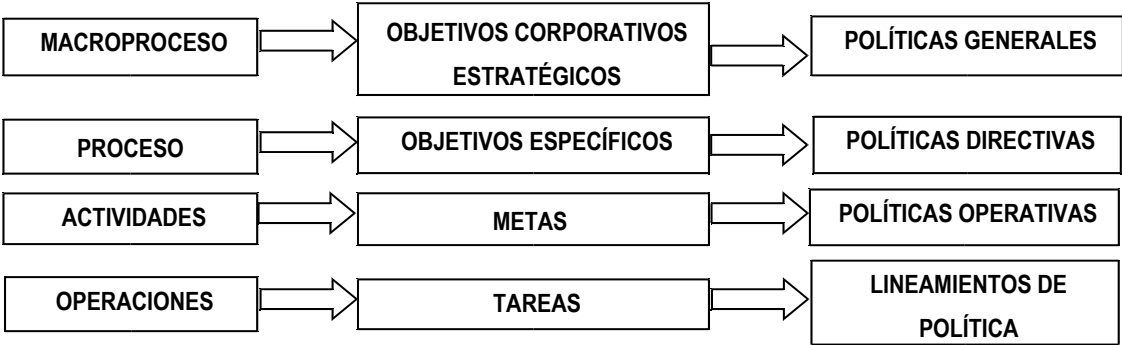 MACROPROCESO
OBJETIVOS CORPORATIVOS
ESTRATÉGICOS
POLÍTICAS GENERALES
PROCESO
OBJETIVOS ESPECÍFICOS
POLÍTICAS DIRECTIVAS
ACTIVIDADES
METAS
POLÍTICAS OPERATIVAS
OPERACIONES
TAREAS
LINEAMIENTOS DE
POLÍTICA